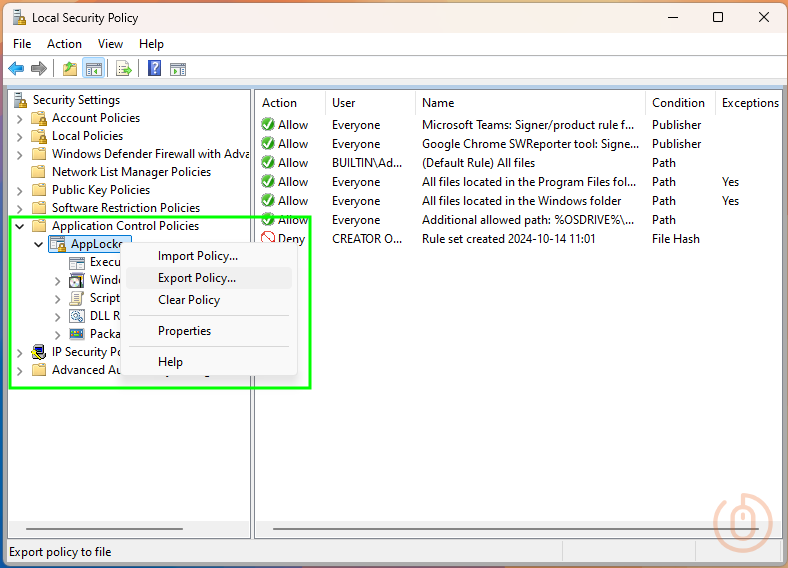 Local Security Policy
File Action View Help
Security Settings
Account Policies
Local Policies
Windows Defender Firewall with Adva
Network List Manager Policies
Public Key Policies
Software Restriction Policies
Application Control Policies
AppLocke
Execu
Windo
Script
DLL R
Packa
IP Security Po
Advanced Au
Import Policy...
Export Policy...
Clear Policy
Properties
Help
Action User Name Condition Exceptions
Allow Everyone Microsoft Teams: Signer/product rule f... Publisher
Allow Everyone Google Chrome SWReporter tool: Signe... Publisher
Allow BUILTIN\Ad... (Default Rule) All files Path
Allow Everyone All files located in the Program Files fol... Path Yes
Allow Everyone All files located in the Windows folder Path Yes
Allow Everyone Additional allowed path: %OSDRIVE%\... Path
Deny CREATOR O... Rule set created 2024-10-14 11:01 File Hash
Export policy to file